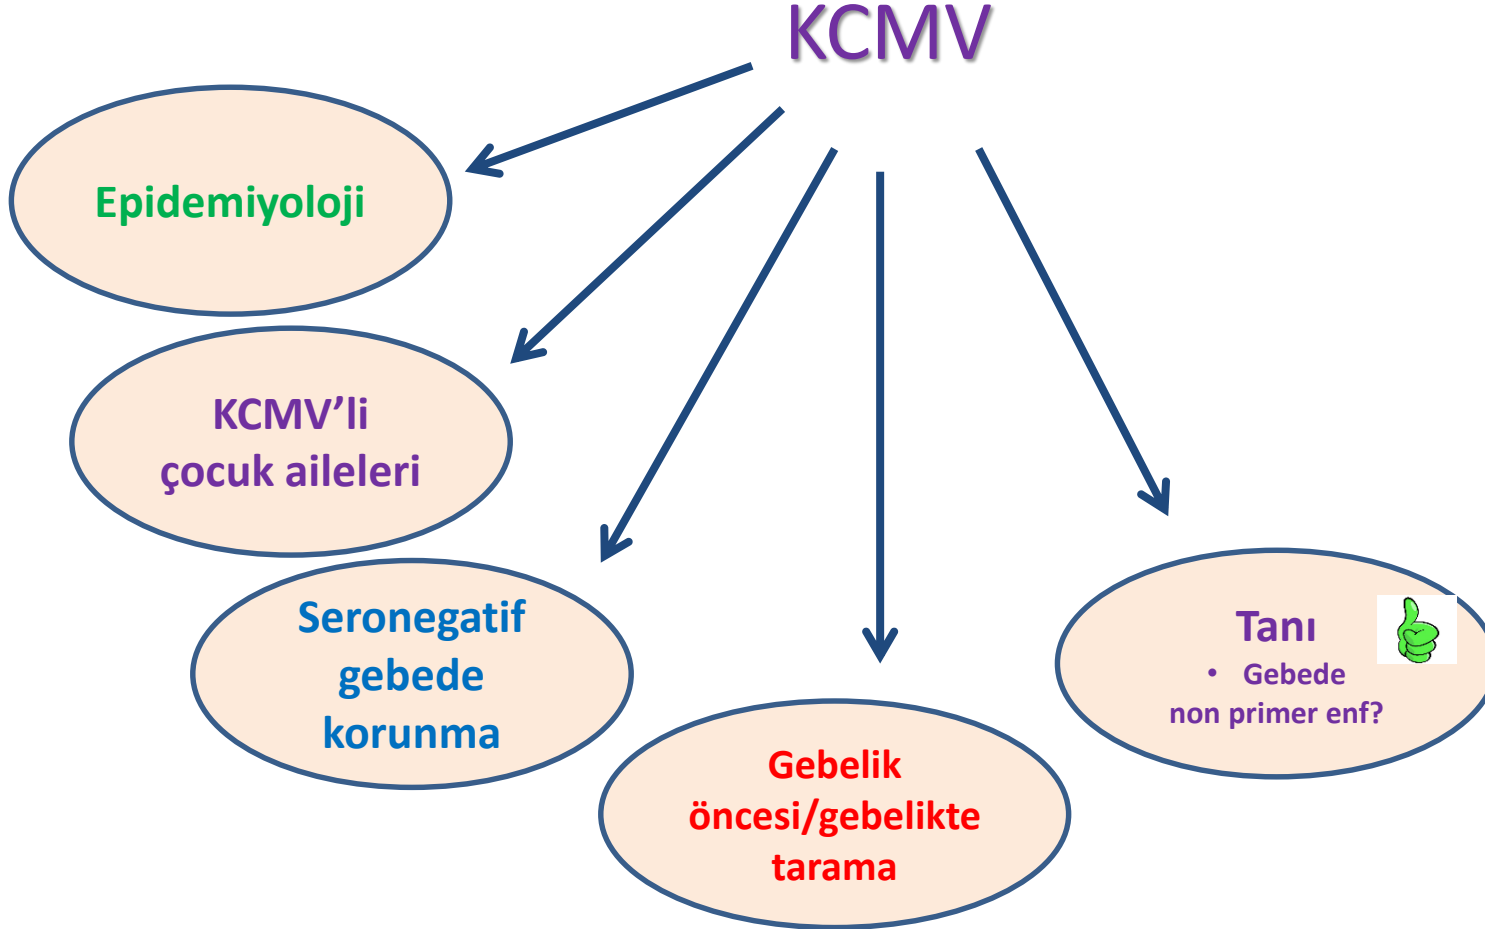 KCMV
Epidemiyoloji
KCMV’li
çocuk aileleri
Seronegatif
gebede
korunma
Gebelik
öncesi/gebelikte
tarama
Tanı
• Gebede
non primer enf?